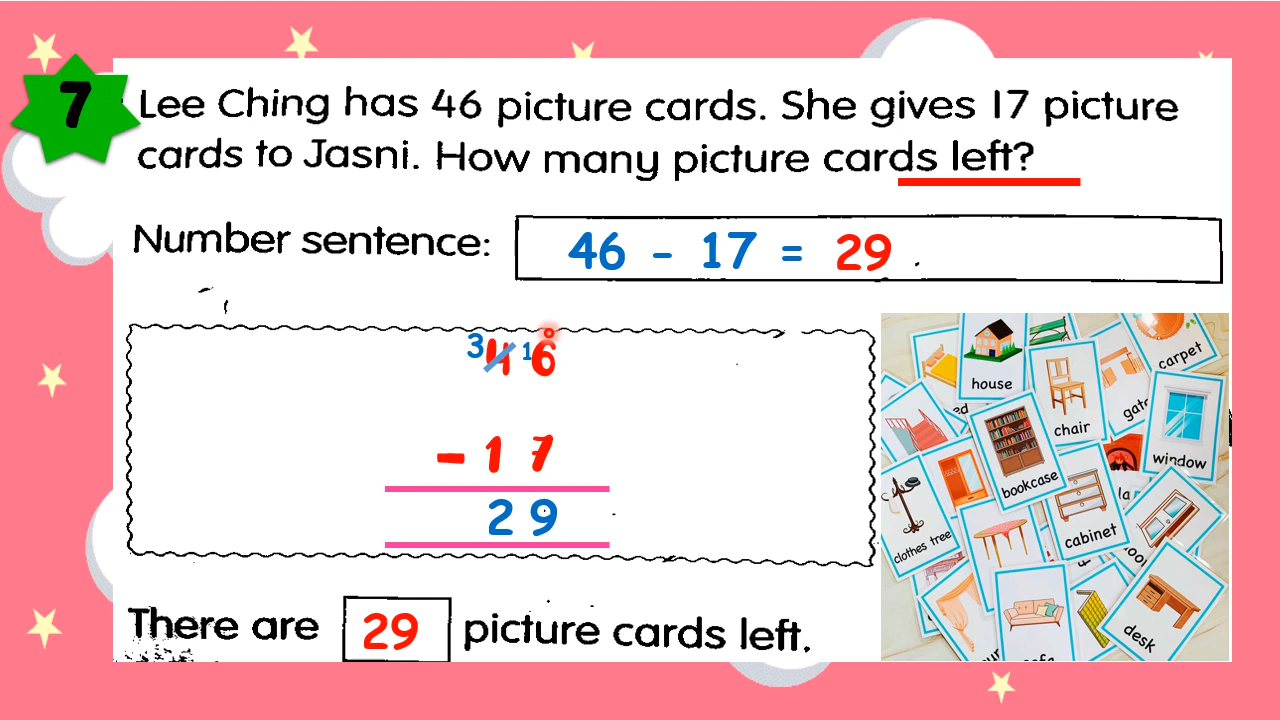 7
Lee Ching has 46 picture cards. She gives 17 picture
cards to Jasni. How many picture cards left?
Number sentence:
46 - 17 = 29
3 4 1 6
- 1 7
2 9
There are 29 picture cards left.
house
carpet
chair
window
bookcase
clothes tree
cabinet
desk